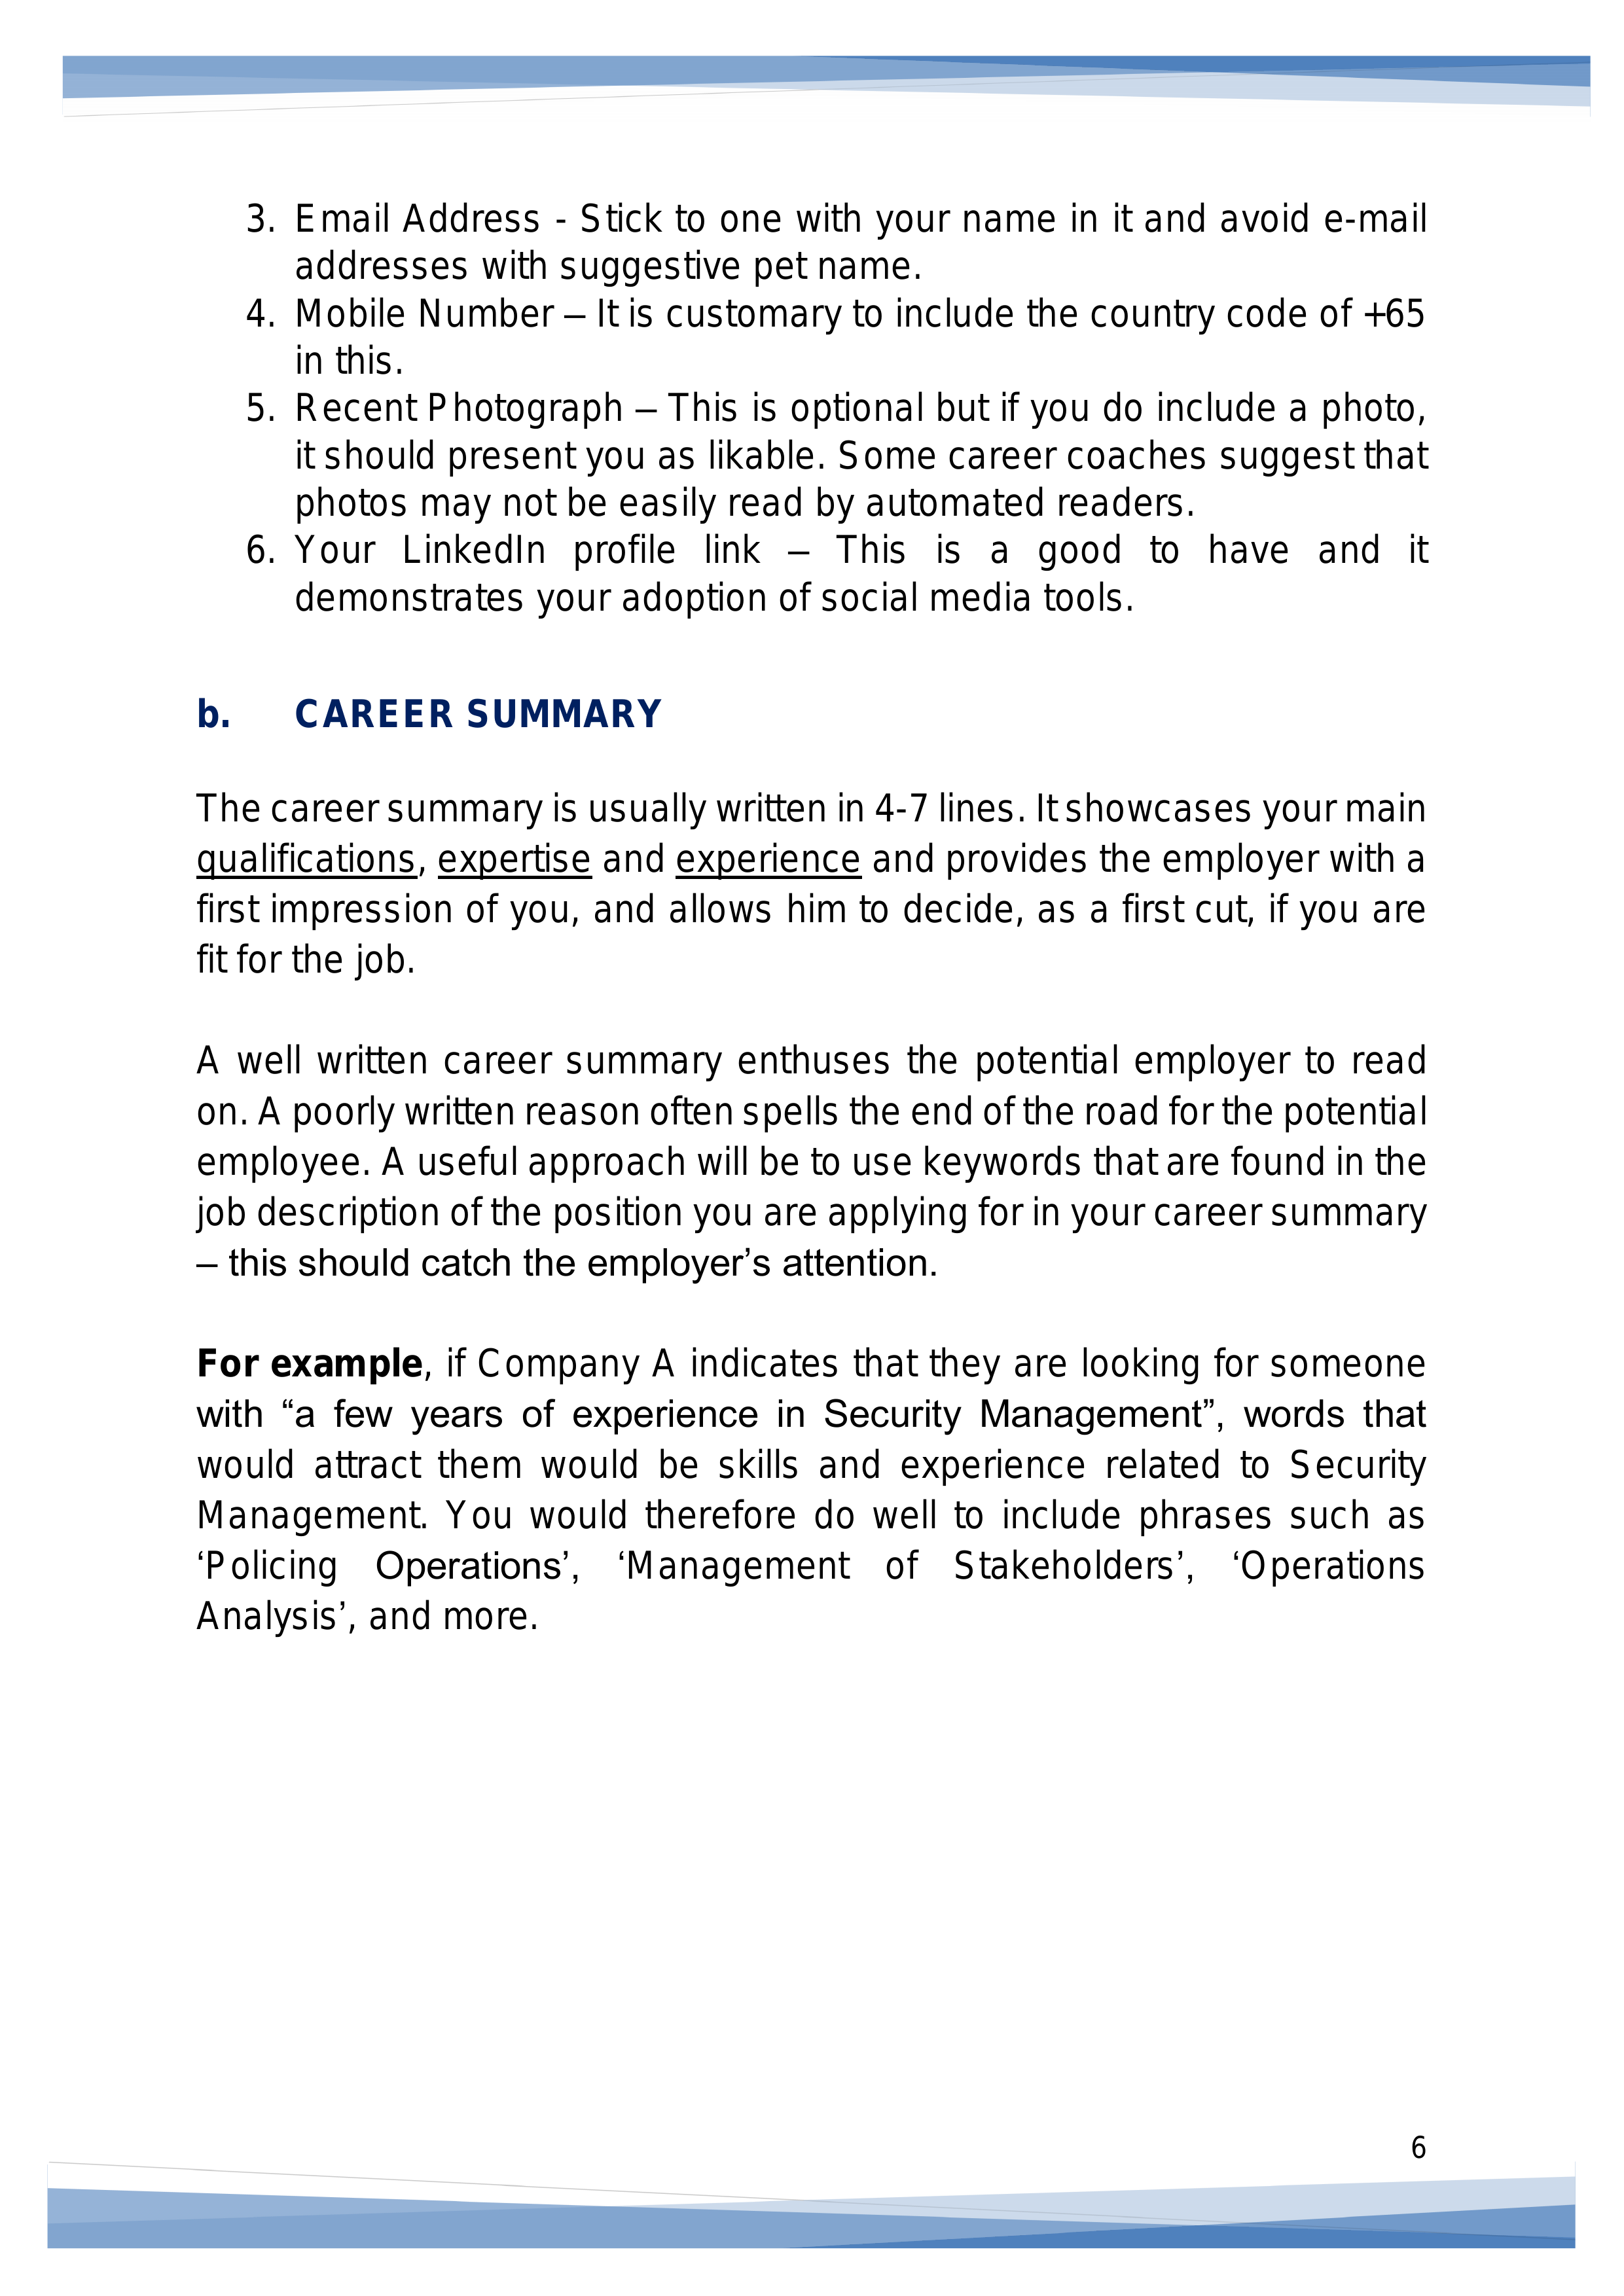 3. Email Address - Stick to one with your name in it and avoid e-mail
addresses with suggestive pet name.
4. Mobile Number – It is customary to include the country code of +65
in this.
5. Recent Photograph – This is optional but if you do include a photo,
it should present you as likable. Some career coaches suggest that
photos may not be easily read by automated readers.
6. Your LinkedIn profile link – This is a good to have and it
demonstrates your adoption of social media tools.
b. CAREER SUMMARY
The career summary is usually written in 4-7 lines. It showcases your main
qualifications, expertise and experience and provides the employer with a
first impression of you, and allows him to decide, as a first cut, if you are
fit for the job.
A well written career summary enthuses the potential employer to read
on. A poorly written reason often spells the end of the road for the potential
employee. A useful approach will be to use keywords that are found in the
job description of the position you are applying for in your career summary
– this should catch the employer’s attention.
For example, if Company A indicates that they are looking for someone
with “a few years of experience in Security Management”, words that
would attract them would be skills and experience related to Security
Management. You would therefore do well to include phrases such as
‘Policing Operations’, ‘Management of Stakeholders’, ‘Operations
Analysis’, and more.
6